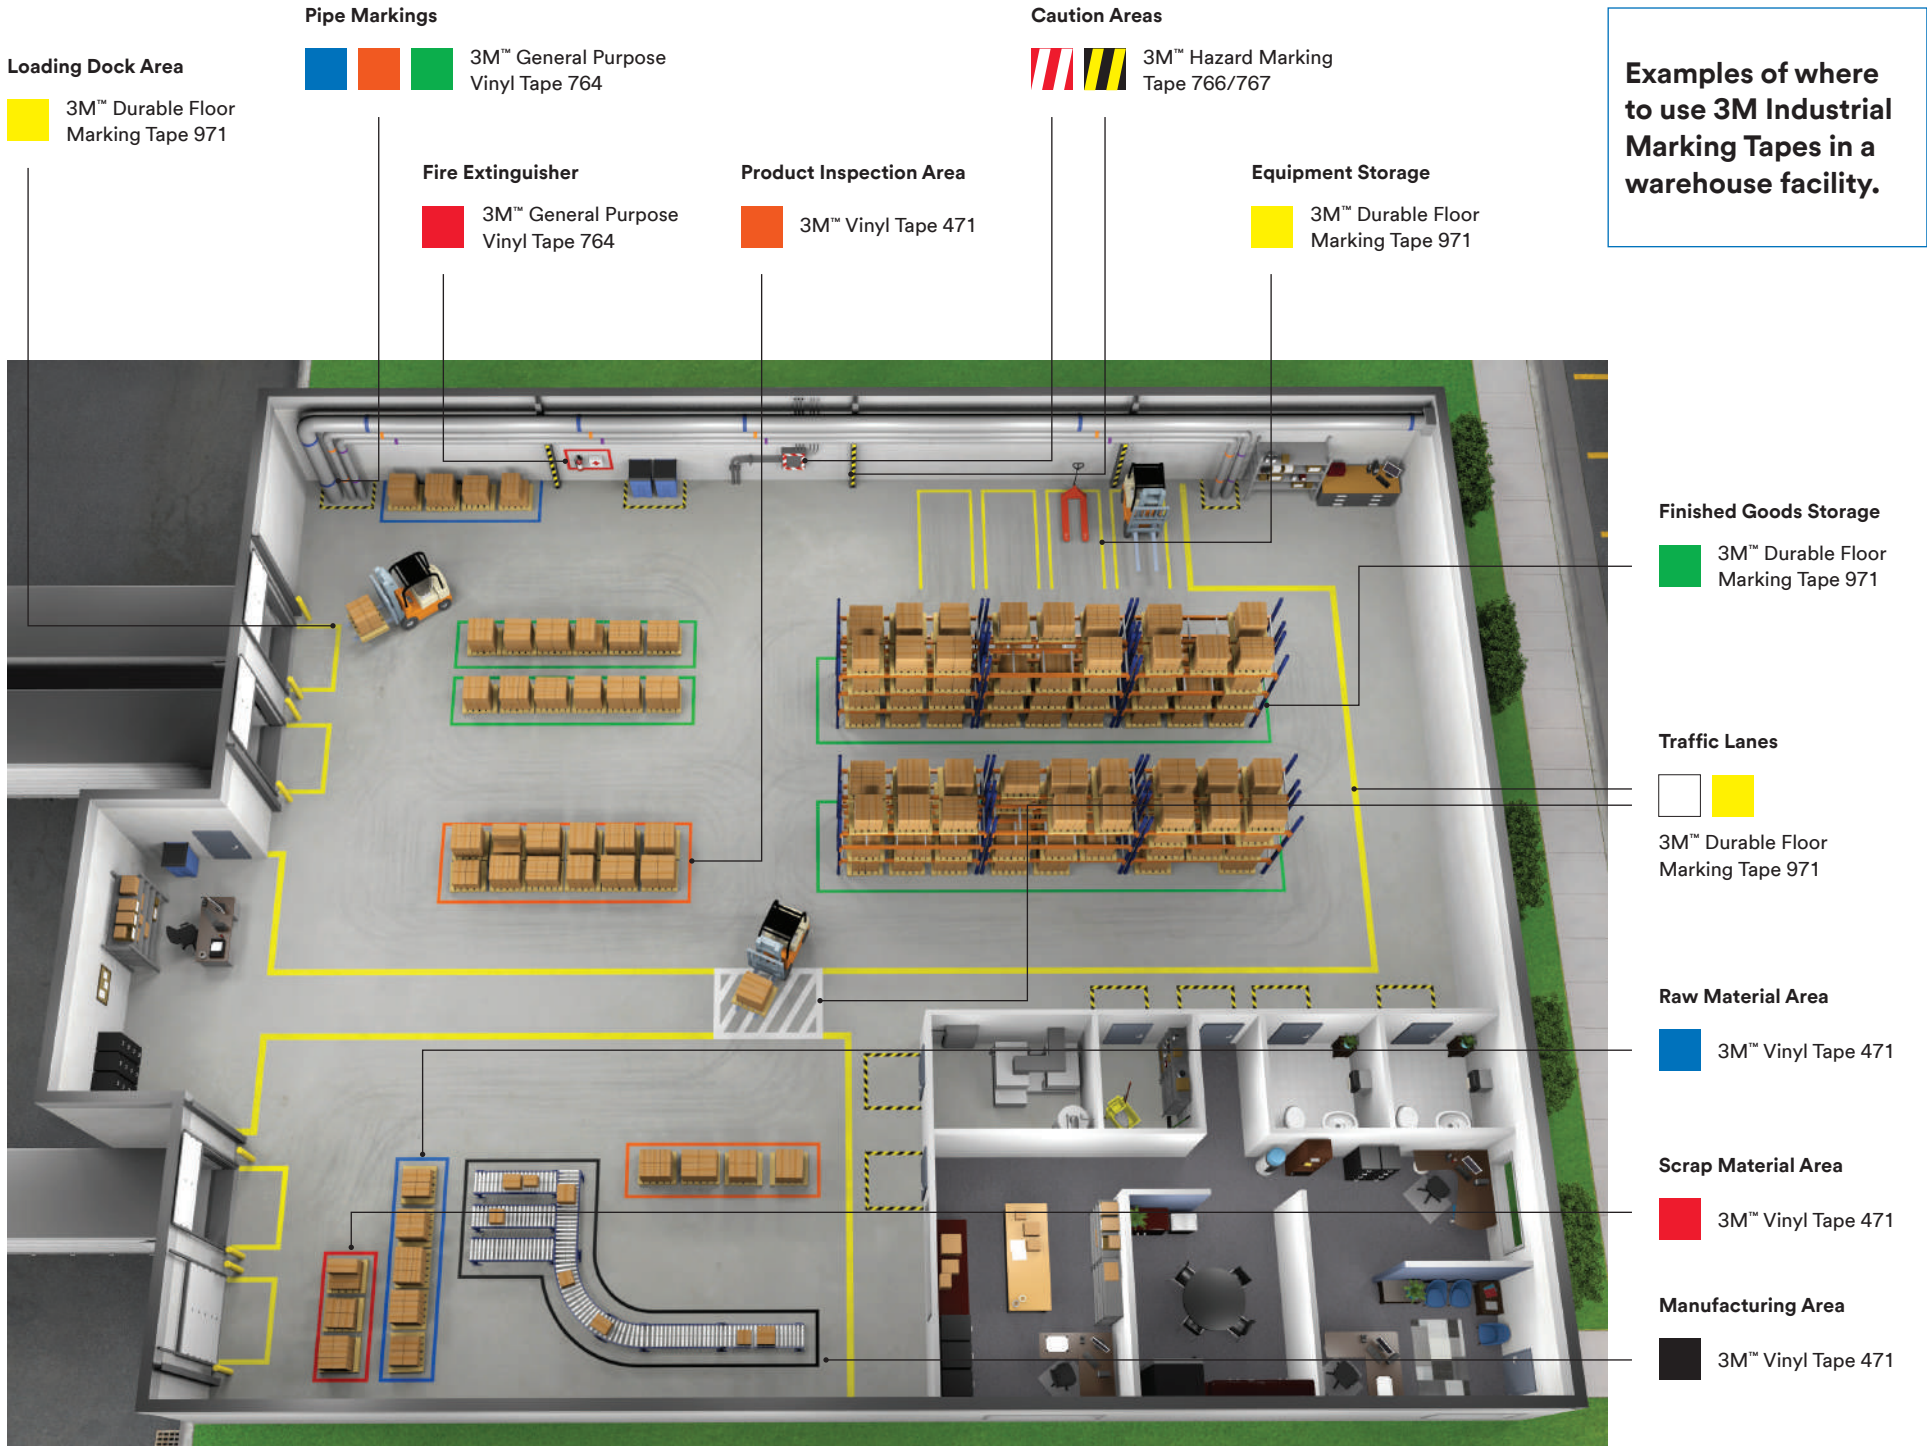 Pipe Markings
3M™ General Purpose
Vinyl Tape 764
Caution Areas
3M™ Hazard Marking
Tape 766/767
Examples of where
to use 3M Industrial
Marking Tapes in a
warehouse facility.
Loading Dock Area
3M™ Durable Floor
Marking Tape 971
Fire Extinguisher
3M™ General Purpose
Vinyl Tape 764
Product Inspection Area
3M™ Vinyl Tape 471
Equipment Storage
3M™ Durable Floor
Marking Tape 971
Finished Goods Storage
3M™ Durable Floor
Marking Tape 971
Traffic Lanes
3M™ Durable Floor
Marking Tape 971
Raw Material Area
3M™ Vinyl Tape 471
Scrap Material Area
3M™ Vinyl Tape 471
Manufacturing Area
3M™ Vinyl Tape 471